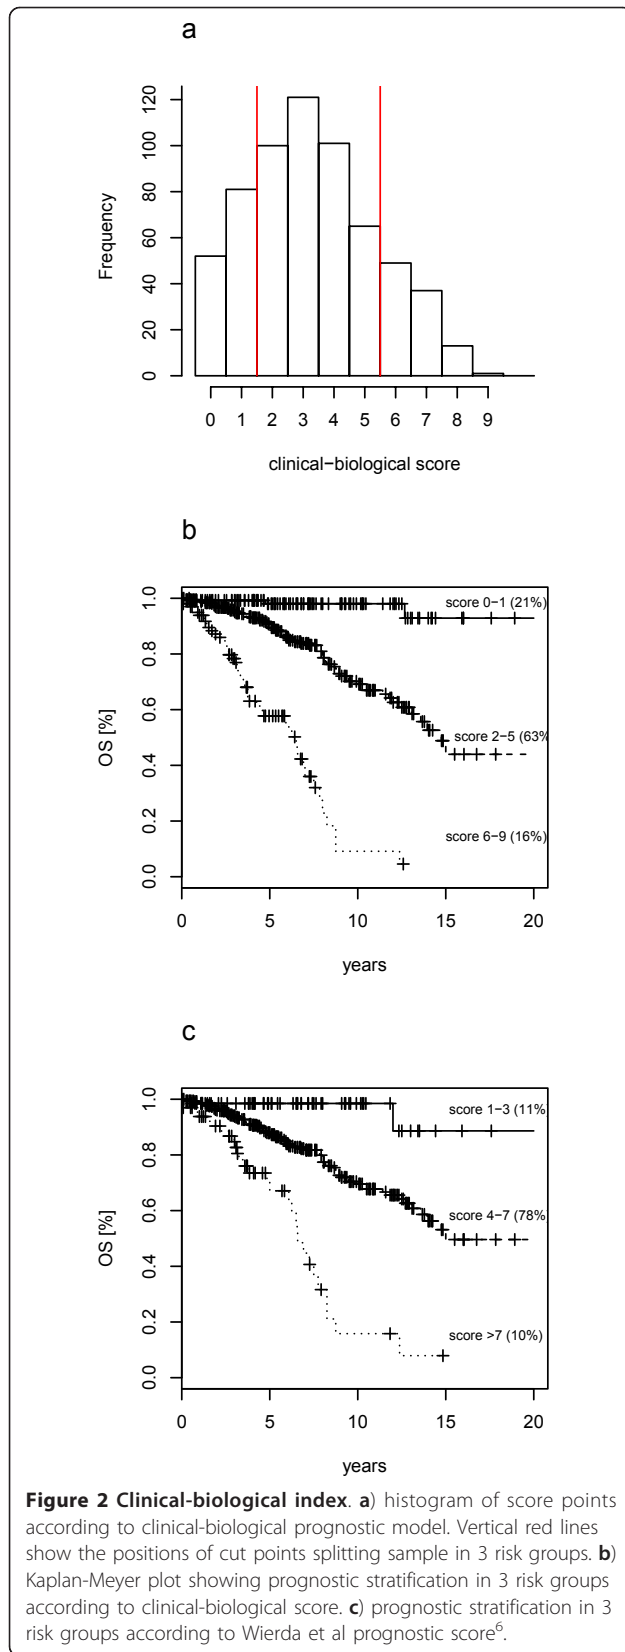 a
120
100
80
60
40
20
0
Frequency
0 1 2 3 4 5 6 7 8 9
clinical−biological score
b
1.0
0.8
0.6
0.4
0.2
0.0
OS [%]
score 0−1 (21%)
score 2−5 (63%
score 6−9 (16%)
0 5 10 15 20
years
c
1.0
0.8
0.6
0.4
0.2
0.0
OS [%]
score 1−3 (11%)
score 4−7 (78%)
score >7 (10%)
0 5 10 15 20
years
Figure 2 Clinical-biological index. a) histogram of score points
according to clinical-biological prognostic model. Vertical red lines
show the positions of cut points splitting sample in 3 risk groups. b)
Kaplan-Meyer plot showing prognostic stratification in 3 risk groups
according to clinical-biological score. c) prognostic stratification in 3
risk groups according to Wierda et al prognostic score⁶.